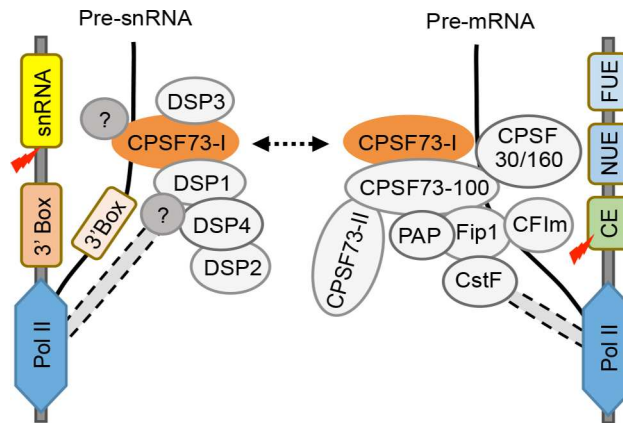 Pre-snRNA
Pre-mRNA
snRNA
3' Box
Pol II
?
DSP3
CPSF73-I
DSP1
?
DSP4
DSP2
3'Box
CPSF73-I
CPSF
30/160
CPSF73-100
CPSF73-II
PAP
Fip1
CFIm
CstF
FUE
NUE
CE
Pol II